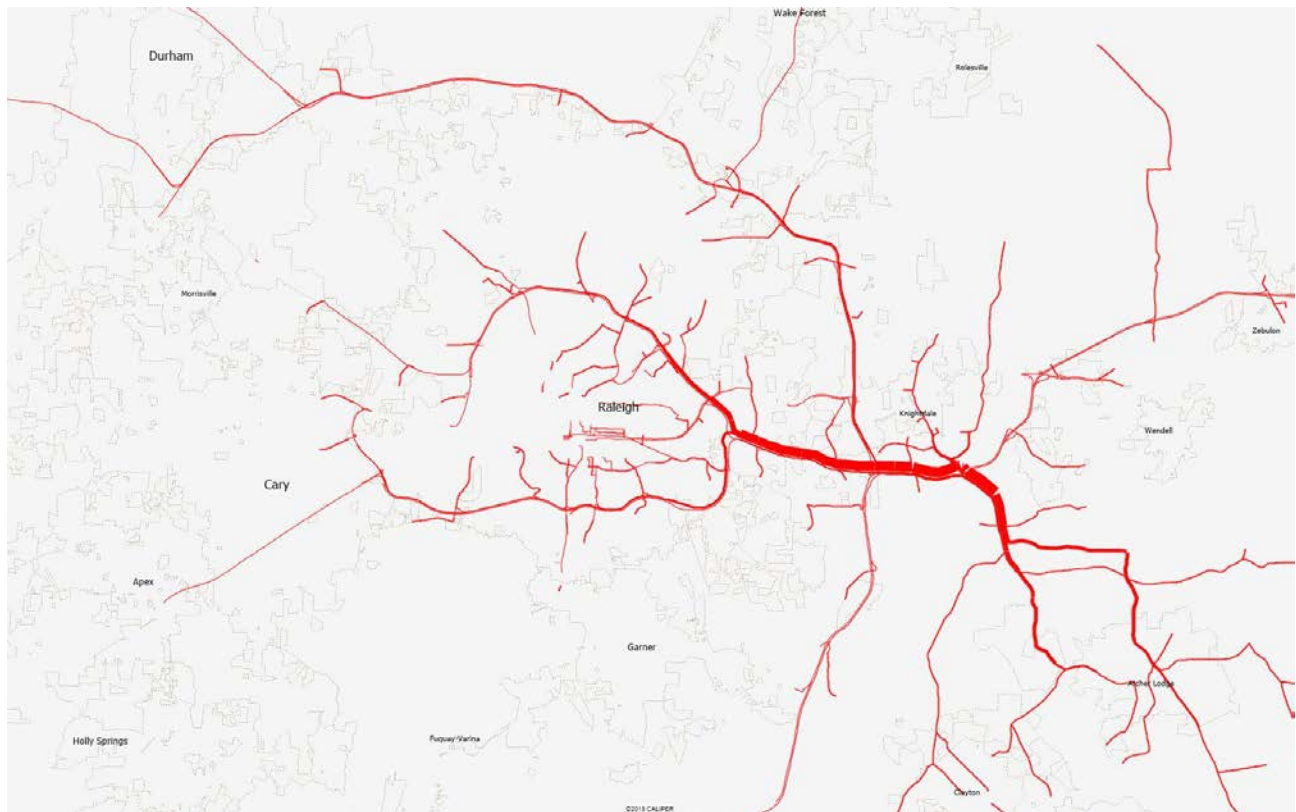 Wake Forest
Durham
Rolesville
Morrisville
Zebulon
Raleigh
Knightdale
Wendell
Cary
Apex
Garner
Archer Lodge
Fuquay-Varina
Holly Springs
Clayton
©2018 CALIPER